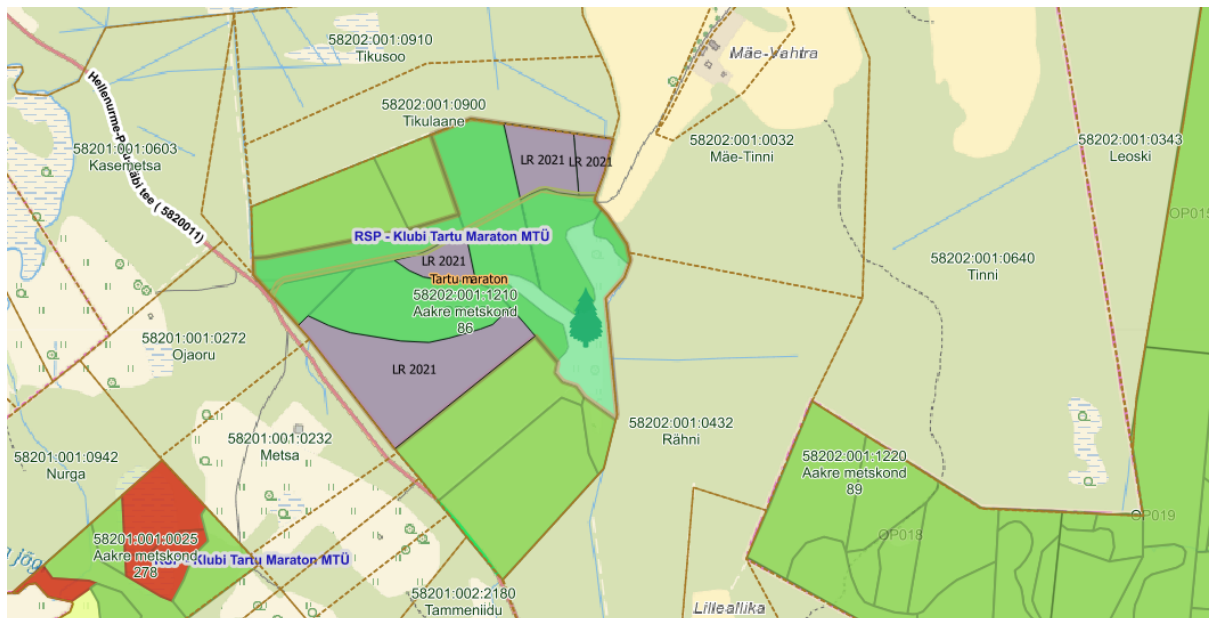 58202:001:0910
Tikusoo
Mäe-Vahtra
58202:001:0900
Tikulaane
58201:001:0603
Kasemetsa
58202:001:0032
Mäe-Tinni
58202:001:0343
Leoski
LR 2021
LR 2021
OP015
RSP - Klubi Tartu Maraton MTÜ
LR 2021
Tartu maraton
58202:001:1210
Aakre metskond
86
58202:001:0640
Tinni
58201:001:0272
Ojaoru
LR 2021
58202:001:0432
Rähni
58201:001:0232
Metsa
58201:001:0942
Nurga
58202:001:1220
Aakre metskond
89
OP019
OP018
58201:001:0025
Aakre metskond
278
RSP - Klubi Tartu Maraton MTÜ
jõg
58201:002:2180
Tammeniidu
Lilleallika